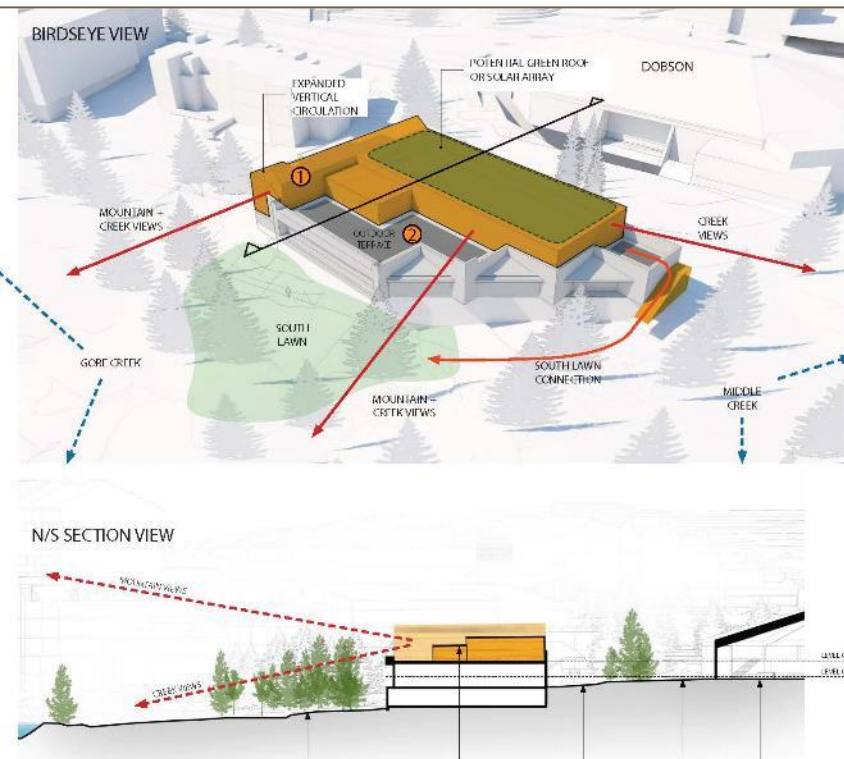 BIRDSEYE VIEW
POTENTIAL GREEN ROOF
OR SOLAR ARRAY
DOBSON
EXPANDED
VERTICAL
CIRCULATION
1
MOUNTAIN +
CREEK VIEWS
OUTDOOR
TERRACE
2
CREEK
VIEWS
SOUTH
LAWN
GORE CREEK
SOUTH LAWN
CONNECTION
MOUNTAIN +
CREEK VIEWS
MIDDLE
CREEK
N/S SECTION VIEW
MOUNTAIN VIEWS
CREEK VIEWS
LEVEL
LEVEL